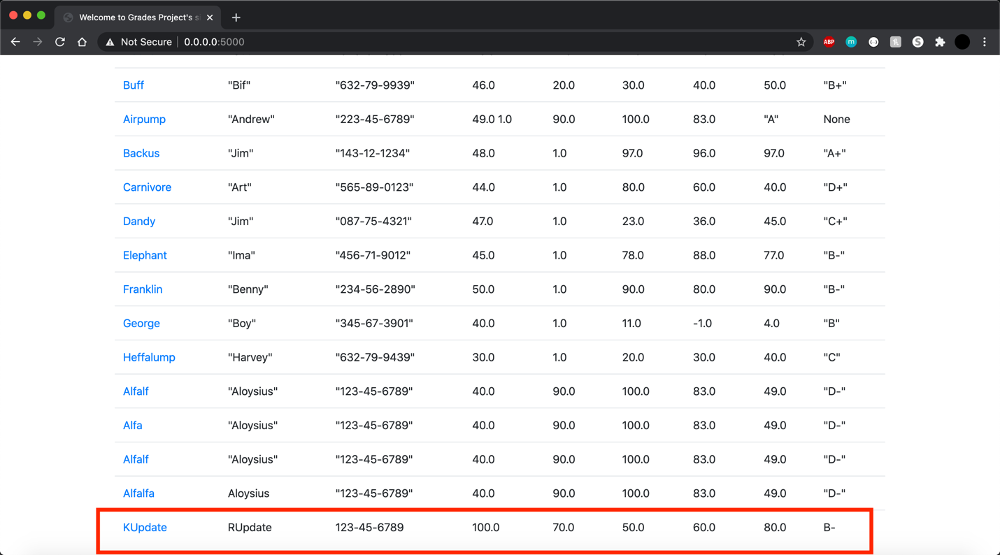 Welcome to Grades Project's s
Not Secure 0.0.0.0:5000 ABP m S
Buff "Bif" "632-79-9939" 46.0 20.0 30.0 40.0 50.0 "B+"
Airpump "Andrew" "223-45-6789" 49.0 1.0 90.0 100.0 83.0 "A" None
Backus "Jim" "143-12-1234" 48.0 1.0 97.0 96.0 97.0 "A+"
Carnivore "Art" "565-89-0123" 44.0 1.0 80.0 60.0 40.0 "D+"
Dandy "Jim" "087-75-4321" 47.0 1.0 23.0 36.0 45.0 "C+"
Elephant "Ima" "456-71-9012" 45.0 1.0 78.0 88.0 77.0 "B-"
Franklin "Benny" "234-56-2890" 50.0 1.0 90.0 80.0 90.0 "B-"
George "Boy" "345-67-3901" 40.0 1.0 11.0 -1.0 4.0 "B"
Heffalump "Harvey" "632-79-9439" 30.0 1.0 20.0 30.0 40.0 "C"
Alfalf "Aloysius" "123-45-6789" 40.0 90.0 100.0 83.0 49.0 "D-"
Alfa "Aloysius" "123-45-6789" 40.0 90.0 100.0 83.0 49.0 "D-"
Alfalf "Aloysius" "123-45-6789" 40.0 90.0 100.0 83.0 49.0 "D-"
Alfalfa Aloysius "123-45-6789" 40.0 90.0 100.0 83.0 49.0 "D-"
KUpdate RUpdate 123-45-6789 100.0 70.0 50.0 60.0 80.0 B-